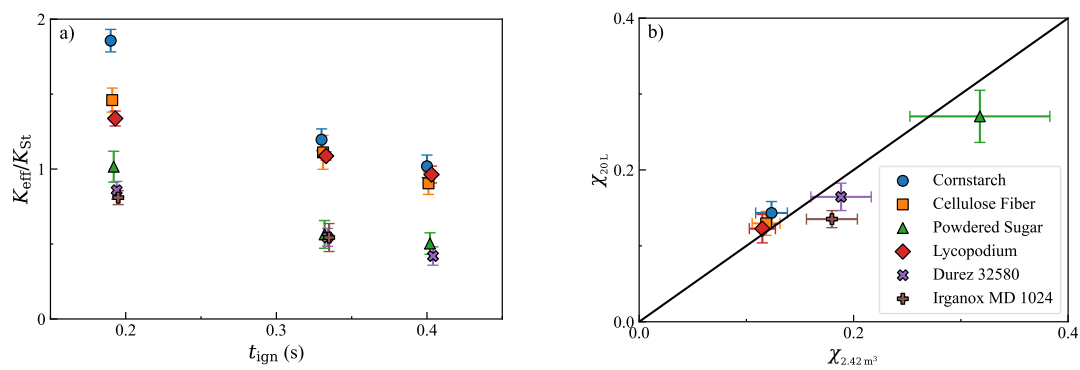 a)
2
1
0
0.2
0.3
0.4
t_ign (s)
K_eff/K_St
b)
0.4
0.2
0.0
0.0
0.2
0.4
χ_2.42 m³
χ_20 L
Cornstarch
Cellulose Fiber
Powdered Sugar
Lycopodium
Durez 32580
Irganox MD 1024